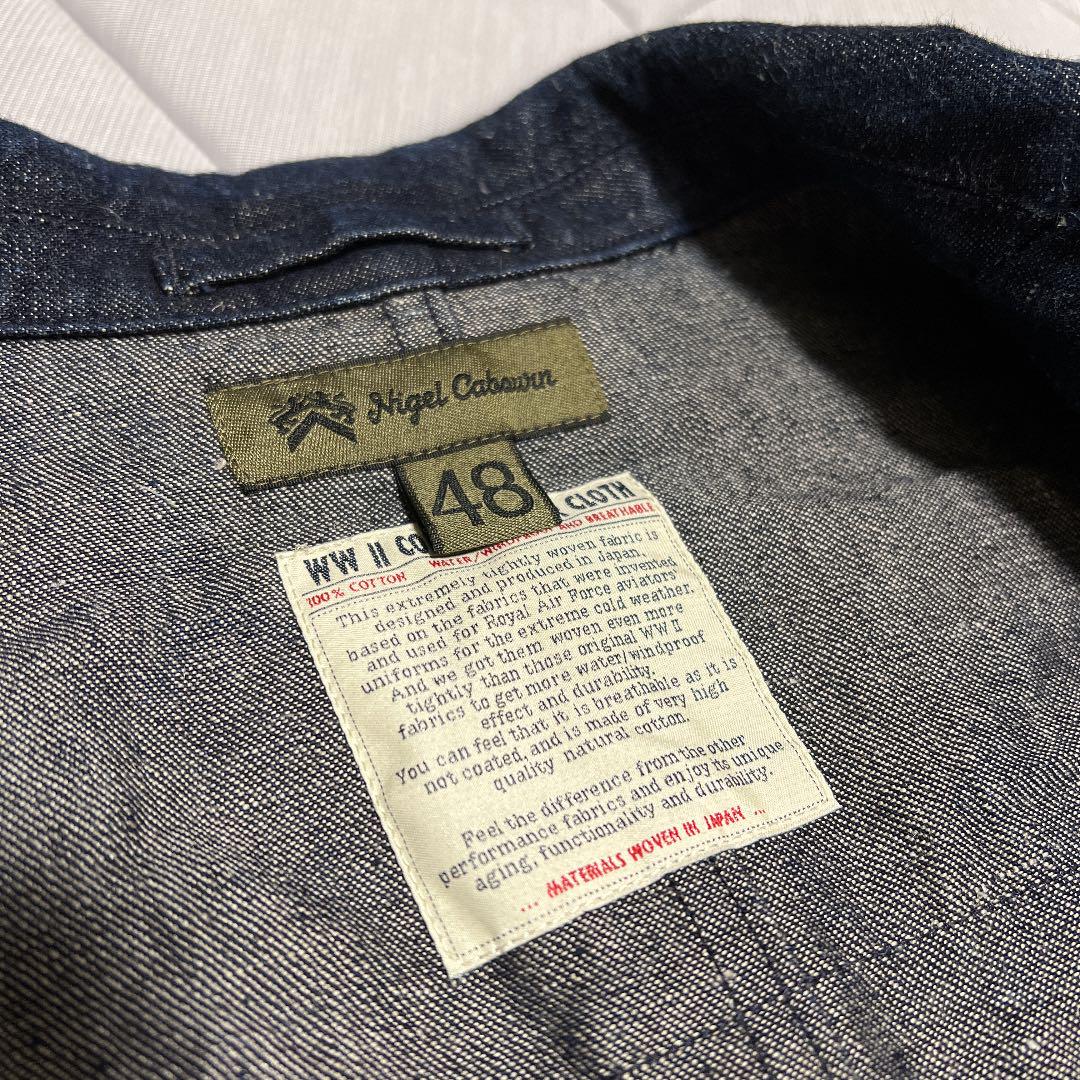 Nigel Cabourn
48
WW II CO CLOTH
100% COTTON WATER/WIND AND BREATHABLE
This extremely tightly woven fabric is
designed and produced in Japan.
based on the fabrics that were invented
and used for Royal Air Force aviators'
uniforms for the extreme cold weather.
And we got them woven even more
tightly than those original WW II
fabrics to get more water/windproof
effect and durability.
You can feel that it is breathable as it is
not coated, and is made of very high
quality natural cotton.
Feel the difference from the other
performance fabrics and enjoy its unique
aging, functionality and durability.
... MATERIALS WOVEN IN JAPAN ...